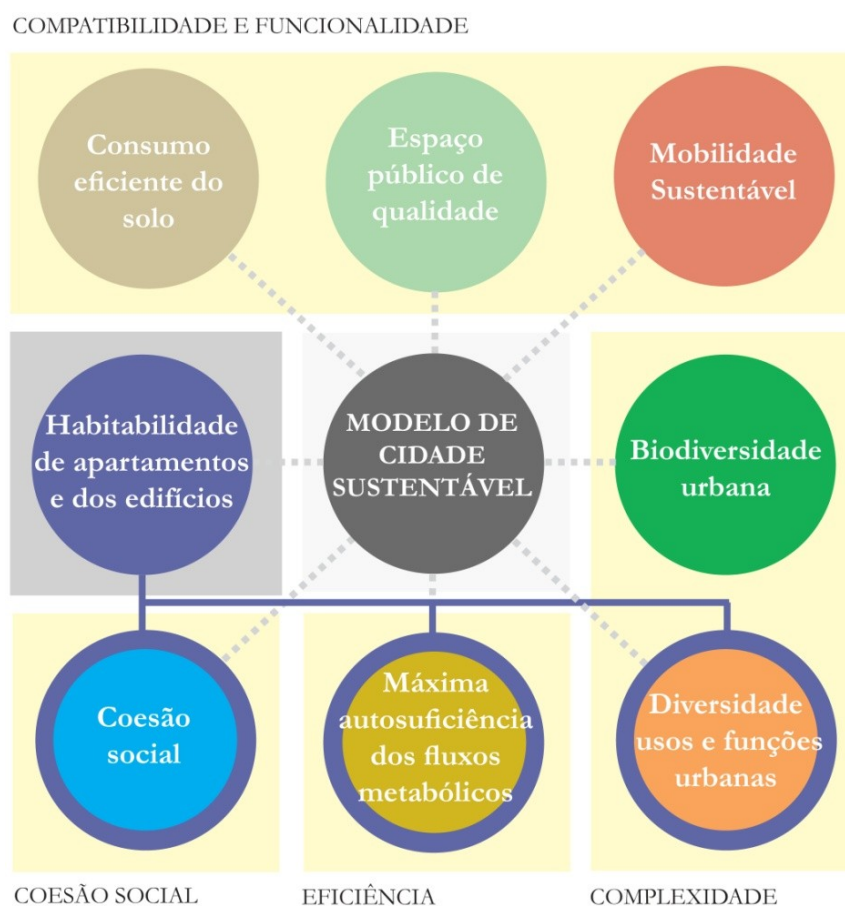 COMPATIBILIDADE E FUNCIONALIDADE
Consumo
eficiente do
solo
Espaço
público de
qualidade
Mobilidade
Sustentável
Habitabilidade
de apartamentos
e dos edifícios
MODELO DE
CIDADE
SUSTENTÁVEL
Biodiversidade
urbana
Coesão
social
Máxima
autosuficiência
dos fluxos
metabólicos
Diversidade
usos e funções
urbanas
COESÃO SOCIAL
EFICIÊNCIA
COMPLEXIDADE